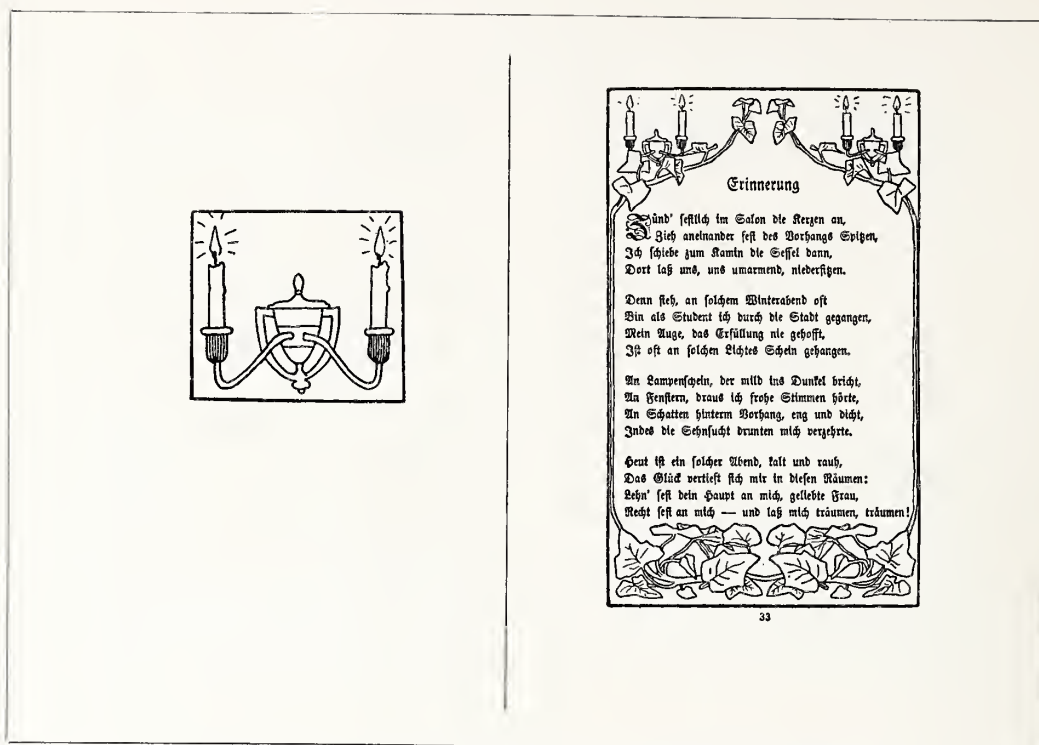 Erinnerung
Zünd' festlich im Salon die Kerzen an,
Zieh aneinander fest des Vorhangs Spitzen,
Ich schiebe zum Kamin die Sessel dann,
Dort laß uns, uns umarmend, niedersitzen.
Denn sieh, an solchem Winterabend oft
Bin als Student ich durch die Stadt gegangen,
Mein Auge, das Erfüllung nie gehofft,
Ist oft an solchen Lichtes Schein gehangen.
An Lampenschein, der mild ins Dunkel bricht,
An Fenstern, draus ich frohe Stimmen hörte,
An Schatten hinterm Vorhang, eng und dicht,
Indes die Sehnsucht drunten mich verzehrte.
Heut ist ein solcher Abend, kalt und rauh,
Das Glück vertieft sich mir in diesen Räumen:
Lehn' fest dein Haupt an mich, geliebte Frau,
Recht fest an mich — und laß mich träumen, träumen!
33